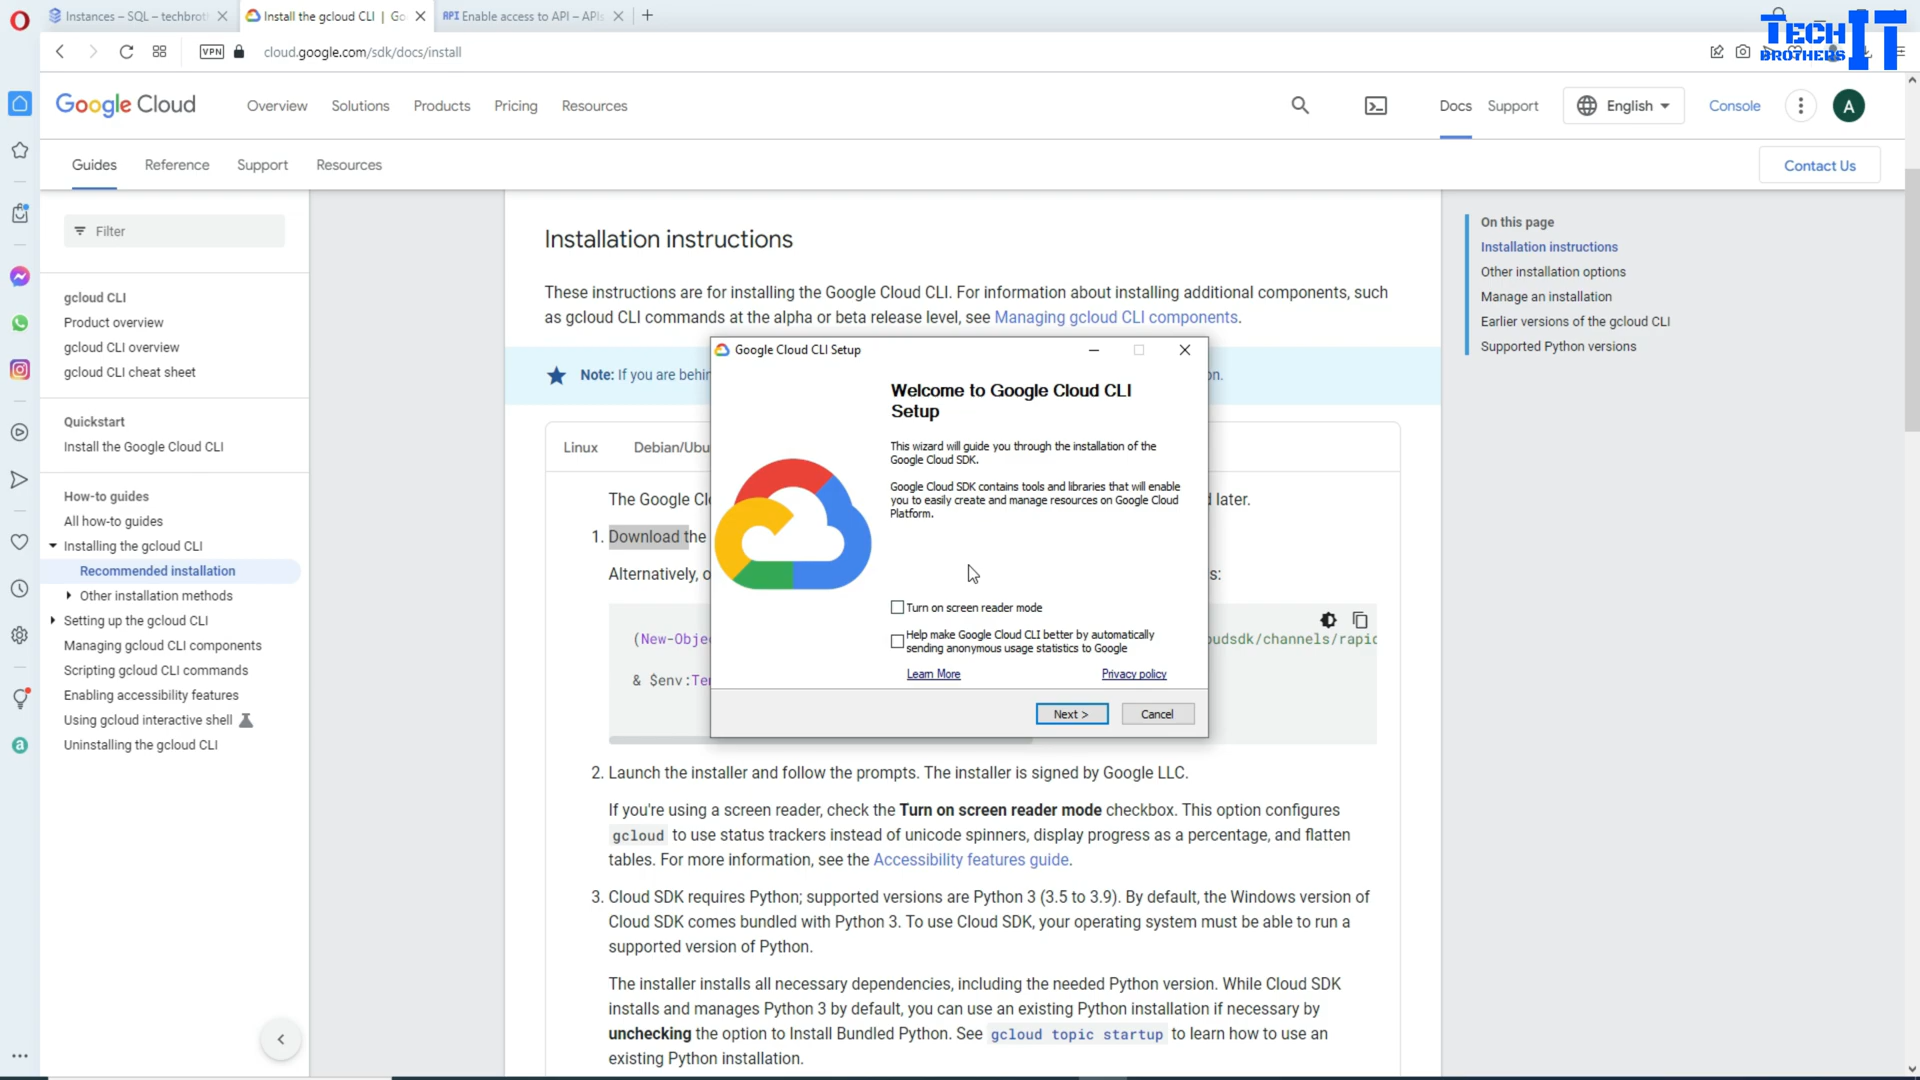 Instances – SQL – techbrot
Install the gcloud CLI | Go
API Enable access to API – APIs
TECH IT
BROTHERS
VPN
cloud.google.com/sdk/docs/install
Google Cloud
Overview
Solutions
Products
Pricing
Resources
Docs
Support
English
Console
A
Guides
Reference
Support
Resources
Contact Us
Filter
gcloud CLI
Product overview
gcloud CLI overview
gcloud CLI cheat sheet
Quickstart
Install the Google Cloud CLI
How-to guides
All how-to guides
Installing the gcloud CLI
Recommended installation
Other installation methods
Setting up the gcloud CLI
Managing gcloud CLI components
Scripting gcloud CLI commands
Enabling accessibility features
Using gcloud interactive shell
Uninstalling the gcloud CLI
a
Installation instructions
These instructions are for installing the Google Cloud CLI. For information about installing additional components, such
as gcloud CLI commands at the alpha or beta release level, see Managing gcloud CLI components.
Note: If you are behin
on.
Linux
Debian/Ubu
The Google Clo
d later.
1. Download the
Alternatively, o
s:
(New-Objec
oudsdk/channels/rapid
& $env:Tem
Google Cloud CLI Setup
Welcome to Google Cloud CLI
Setup
This wizard will guide you through the installation of the
Google Cloud SDK.
Google Cloud SDK contains tools and libraries that will enable
you to easily create and manage resources on Google Cloud
Platform.
Turn on screen reader mode
Help make Google Cloud CLI better by automatically
sending anonymous usage statistics to Google
Learn More
Privacy policy
Next >
Cancel
2. Launch the installer and follow the prompts. The installer is signed by Google LLC.
If you're using a screen reader, check the Turn on screen reader mode checkbox. This option configures
gcloud to use status trackers instead of unicode spinners, display progress as a percentage, and flatten
tables. For more information, see the Accessibility features guide.
3. Cloud SDK requires Python; supported versions are Python 3 (3.5 to 3.9). By default, the Windows version of
Cloud SDK comes bundled with Python 3. To use Cloud SDK, your operating system must be able to run a
supported version of Python.
The installer installs all necessary dependencies, including the needed Python version. While Cloud SDK
installs and manages Python 3 by default, you can use an existing Python installation if necessary by
unchecking the option to Install Bundled Python. See gcloud topic startup to learn how to use an
existing Python installation.
On this page
Installation instructions
Other installation options
Manage an installation
Earlier versions of the gcloud CLI
Supported Python versions